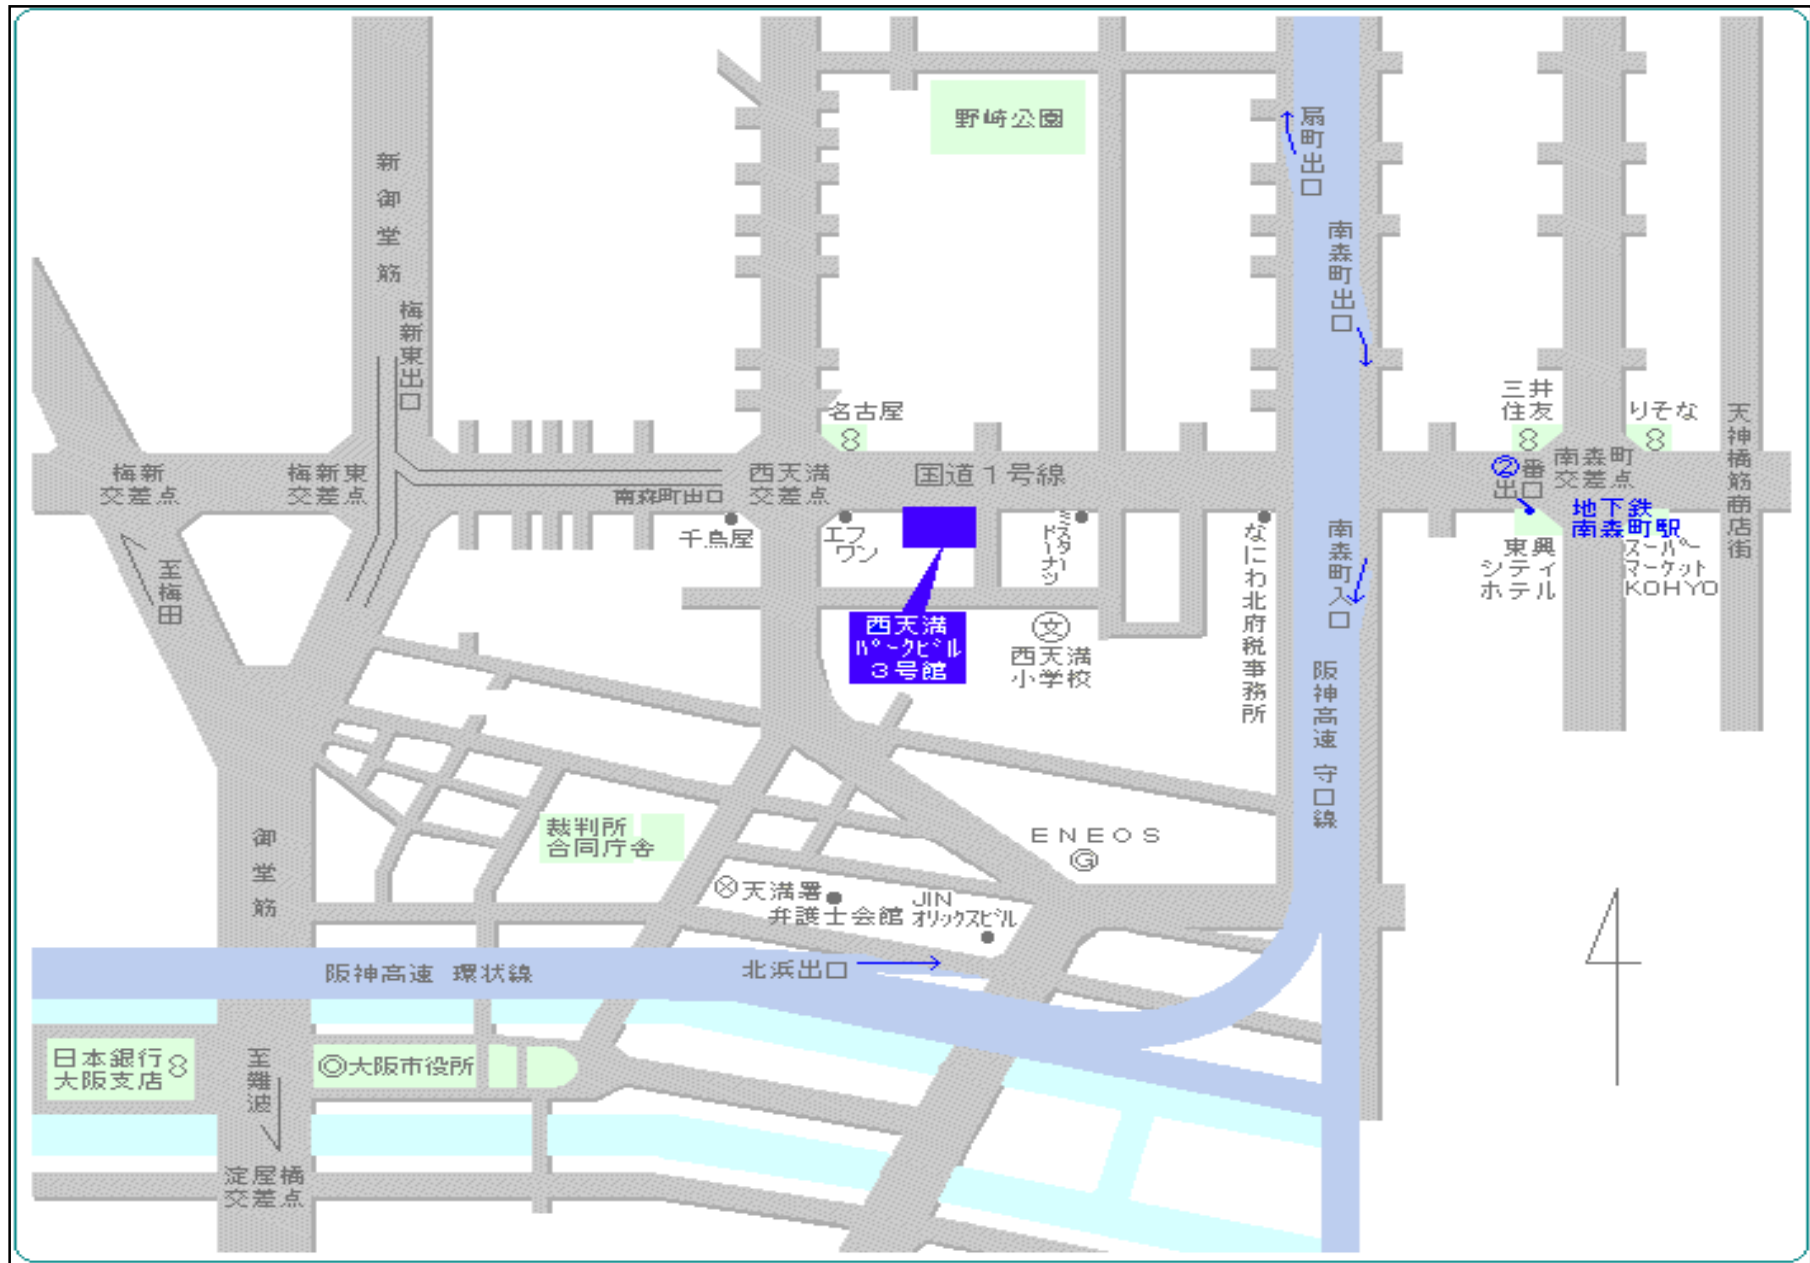 野崎公園
扇町出口
南森町出口
新御堂筋
梅新東出口
名古屋
三井
住友
りそな
天神橋筋商店街
梅新
交差点
梅新東
交差点
南森町出口
西天満
交差点
国道1号線
②番
出口
南森町
交差点
地下鉄
南森町駅
千鳥屋
エフ
ワン
ミスター
ドーナツ
なにわ北府税事務所
南森町入口
東興
シティ
ホテル
スーパー
マーケット
KOHYO
至梅田
西天満
パークビル
3号館
文
西天満
小学校
阪神高速 守口線
御堂筋
裁判所
合同庁舎
ENEOS
G
天満署
弁護士会館
JIN
オリックスビル
阪神高速 環状線
北浜出口
日本銀行
大阪支店
至難波
◎大阪市役所
淀屋橋
交差点